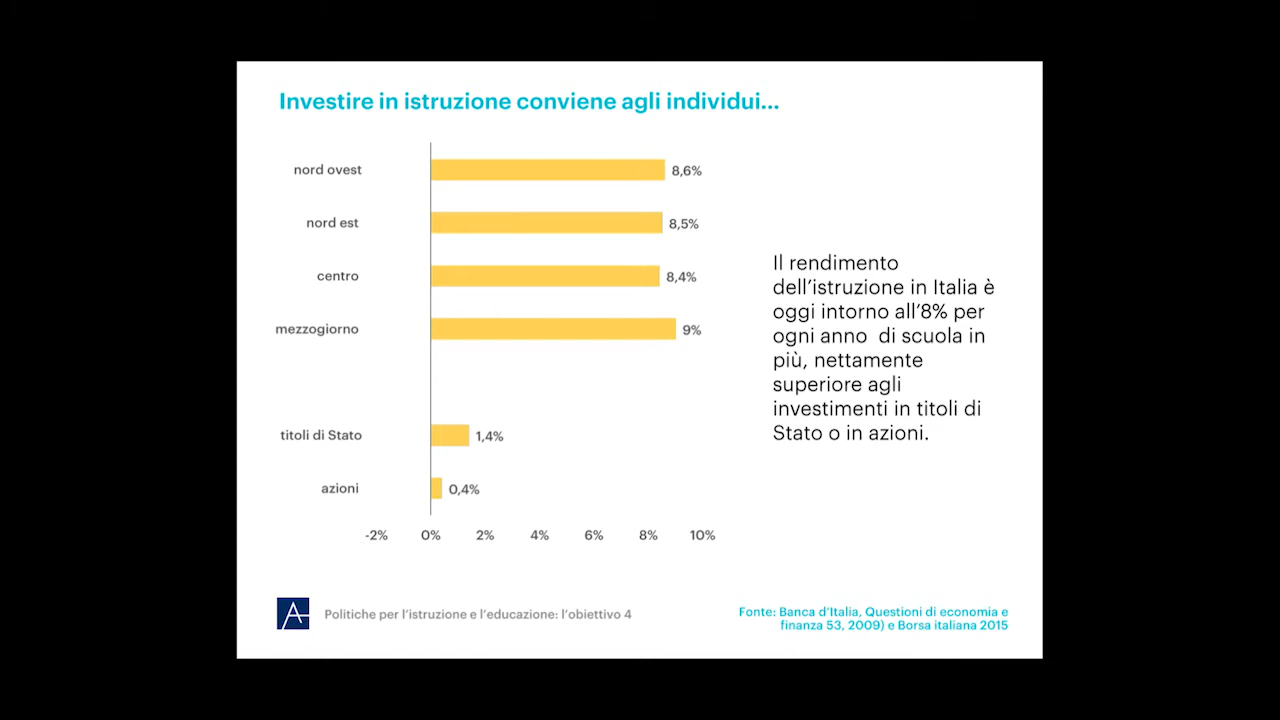 Investire in istruzione conviene agli individui...
nord ovest
8,6%
nord est
8,5%
centro
8,4%
mezzogiorno
9%
titoli di Stato
1,4%
azioni
0,4%
-2% 0% 2% 4% 6% 8% 10%
Il rendimento
dell'istruzione in Italia è
oggi intorno all'8% per
ogni anno  di scuola in
più, nettamente
superiore agli
investimenti in titoli di
Stato o in azioni.
A
Politiche per l'istruzione e l'educazione: l'obiettivo 4
Fonte: Banca d'Italia, Questioni di economia e
finanza 53, 2009) e Borsa italiana 2015